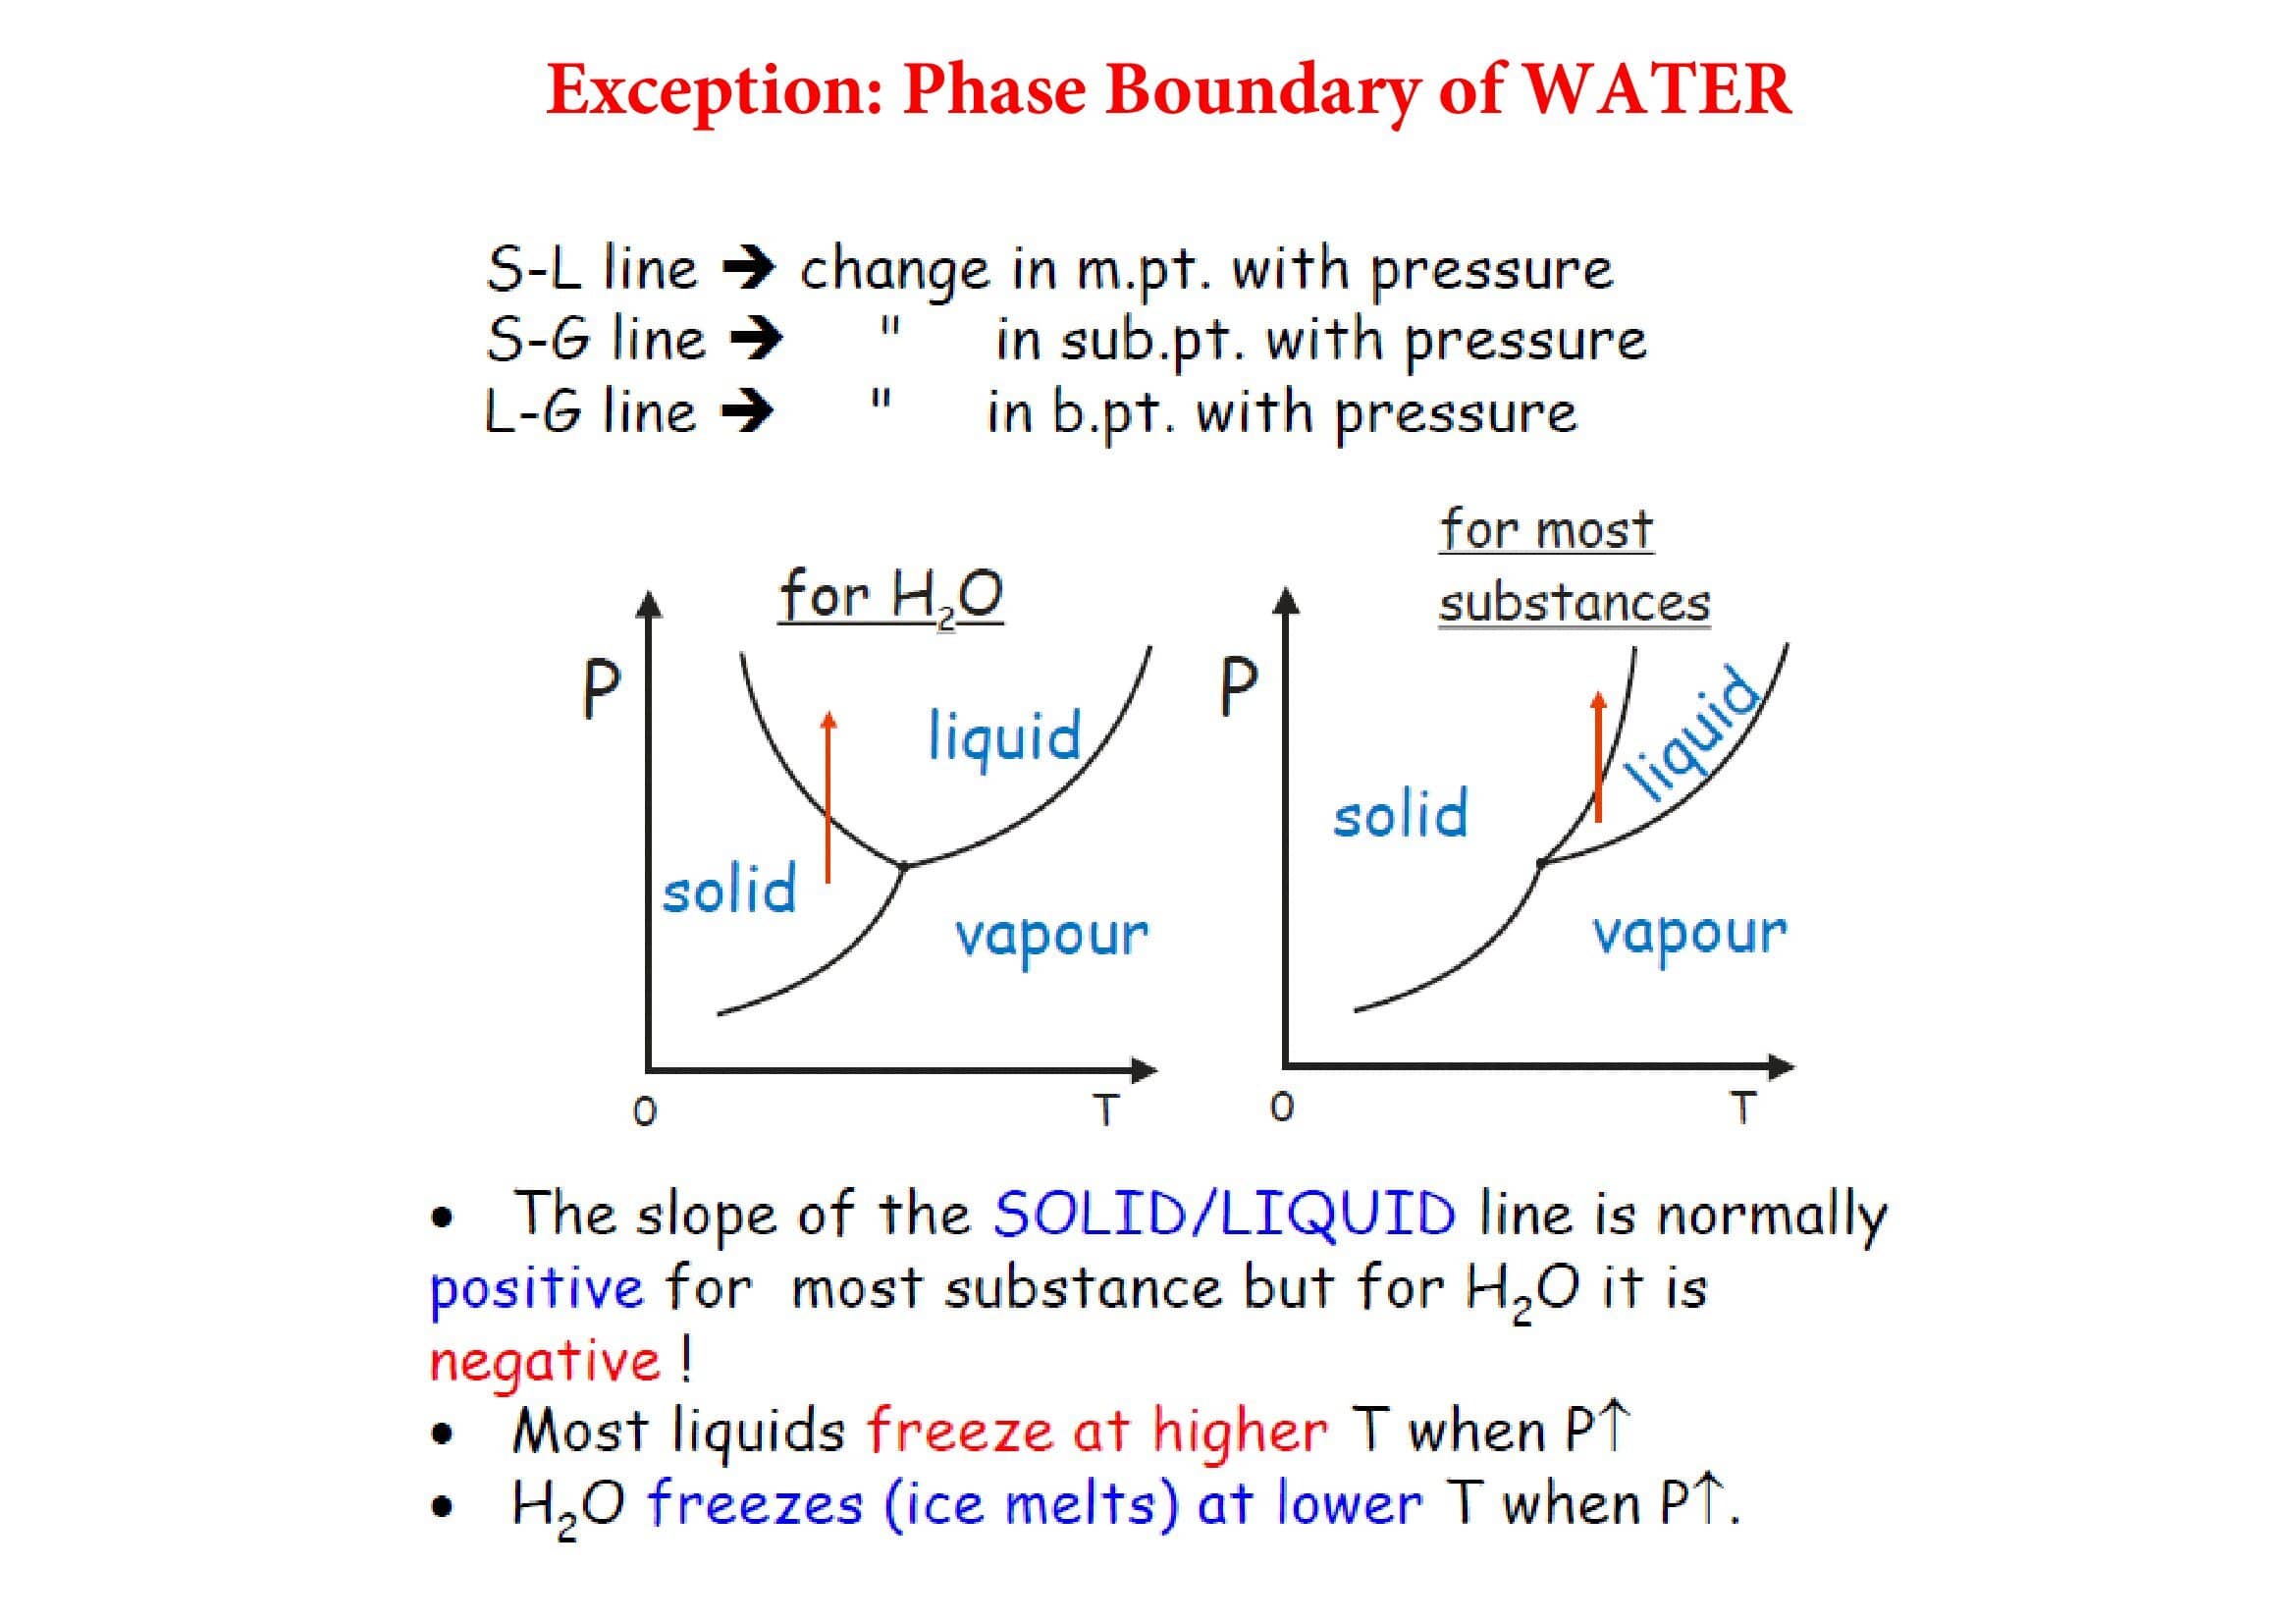 Exception: Phase Boundary of WATER
S-L line ➔ change in m.pt. with pressure
S-G line ➔ " in sub.pt. with pressure
L-G line ➔ " in b.pt. with pressure
for H₂O
P
liquid
solid
vapour
0
T
for most
substances
P
liquid
solid
vapour
0
T
• The slope of the SOLID/LIQUID line is normally
positive for most substance but for H₂O it is
negative !
• Most liquids freeze at higher T when P↑
• H₂O freezes (ice melts) at lower T when P↑.